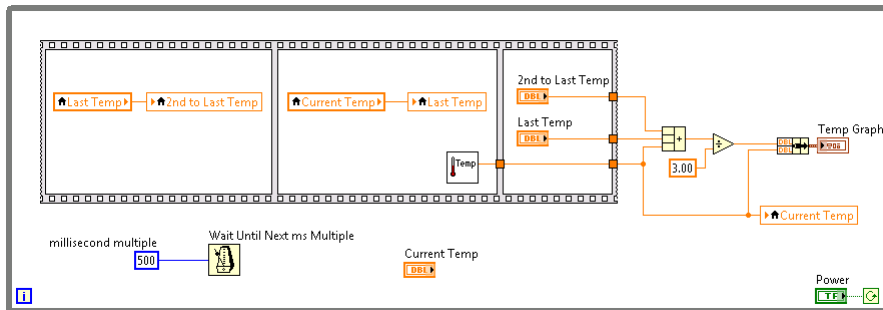 Last Temp
2nd to Last Temp
Current Temp
Last Temp
2nd to Last Temp
DBL
Last Temp
DBL
Temp
3.00
DBL
DBL
Temp Graph
Current Temp
millisecond multiple
500
Wait Until Next ms Multiple
Current Temp
DBL
Power
TF
i